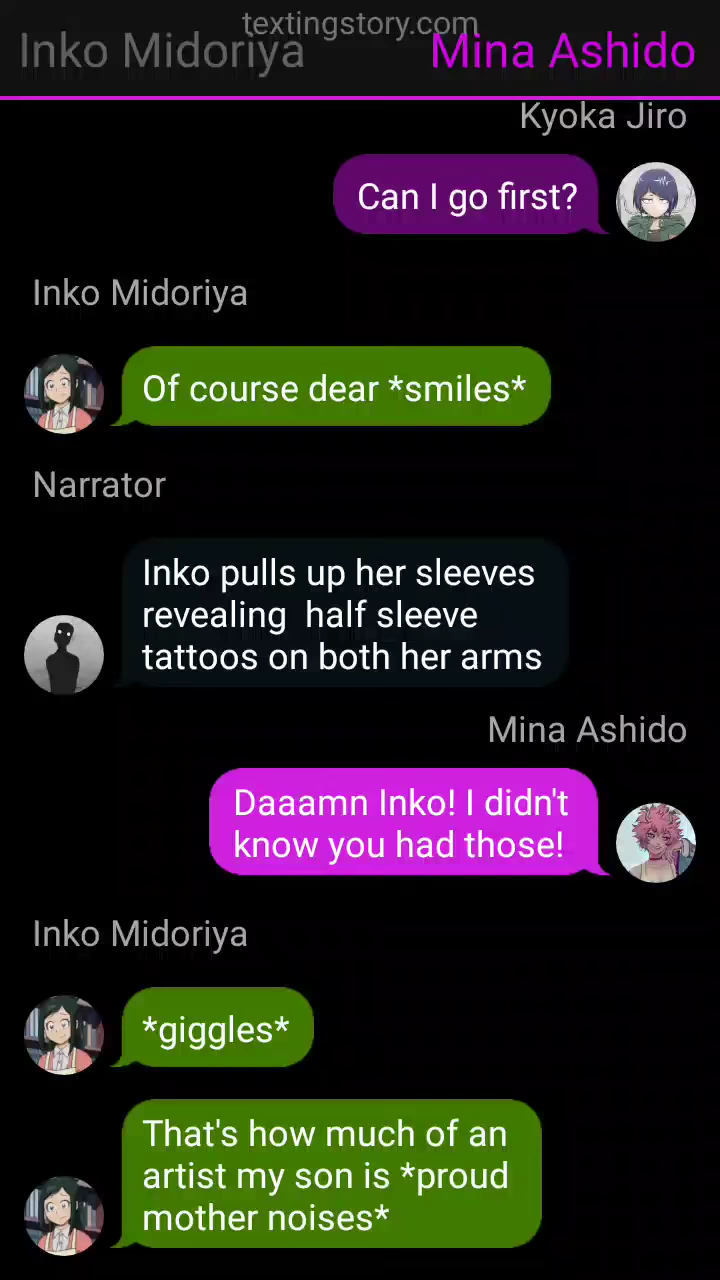 textingstory.com
Inko Midoriya
Mina Ashido
Kyoka Jiro
Can I go first?
Inko Midoriya
Of course dear *smiles*
Narrator
Inko pulls up her sleeves
revealing  half sleeve
tattoos on both her arms
Mina Ashido
Daaamn Inko! I didn't
know you had those!
Inko Midoriya
*giggles*
That's how much of an
artist my son is *proud
mother noises*